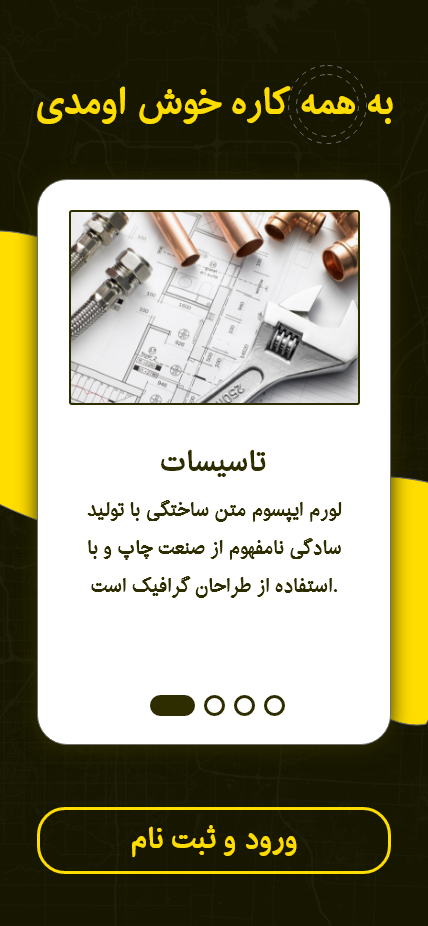 به همه کاره خوش اومدی
تاسیسات
لورم ایپسوم متن ساختگی با تولید
سادگی نامفهوم از صنعت چاپ و با
استفاده از طراحان گرافیک است.
ورود و ثبت نام